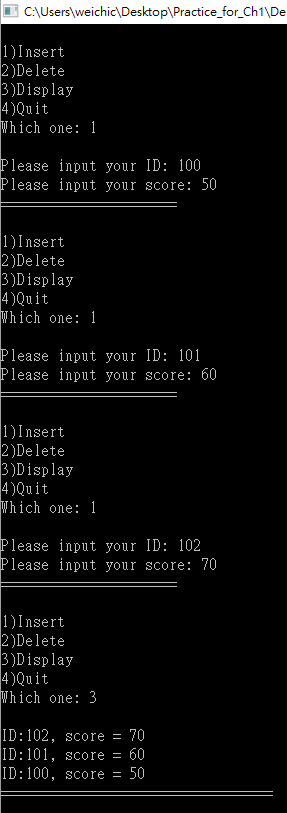 C:\Users\weichic\Desktop\Practice_for_Ch1\De
1)Insert
2)Delete
3)Display
4)Quit
Which one: 1
Please input your ID: 100
Please input your score: 50
==================
1)Insert
2)Delete
3)Display
4)Quit
Which one: 1
Please input your ID: 101
Please input your score: 60
==================
1)Insert
2)Delete
3)Display
4)Quit
Which one: 1
Please input your ID: 102
Please input your score: 70
==================
1)Insert
2)Delete
3)Display
4)Quit
Which one: 3
ID:102, score = 70
ID:101, score = 60
ID:100, score = 50
============================